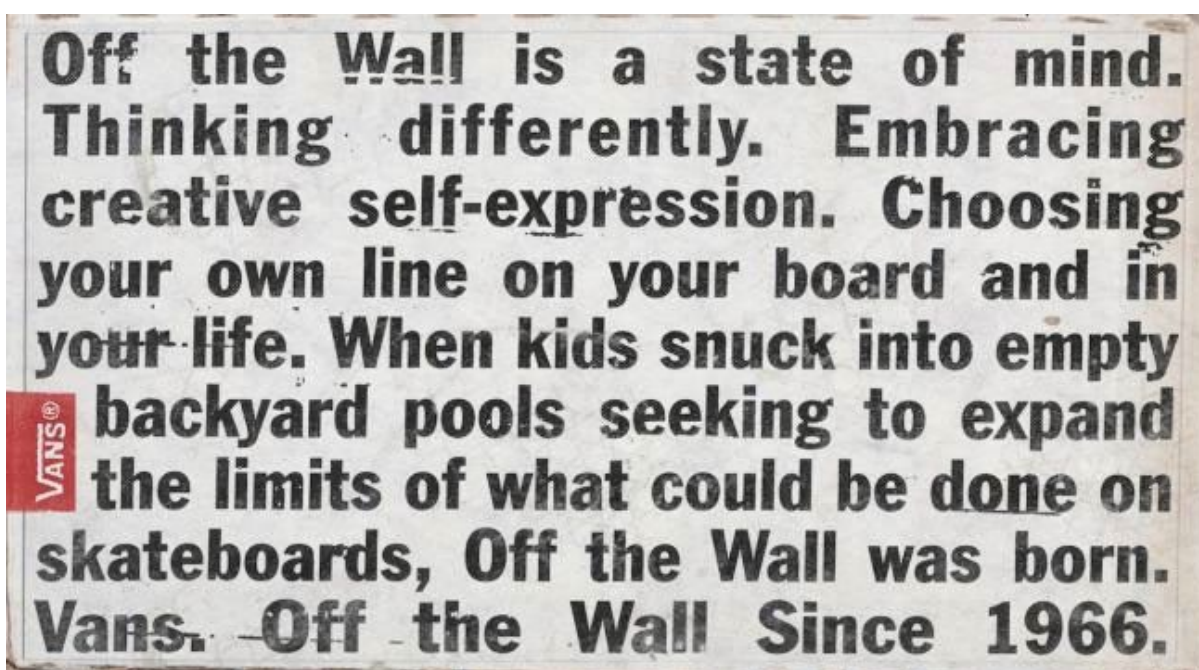 Off the Wall is a state of mind.
Thinking differently. Embracing
creative self-expression. Choosing
your own line on your board and in
your life. When kids snuck into empty
backyard pools seeking to expand
the limits of what could be done on
skateboards, Off the Wall was born.
Vans. Off the Wall Since 1966.
VANS®